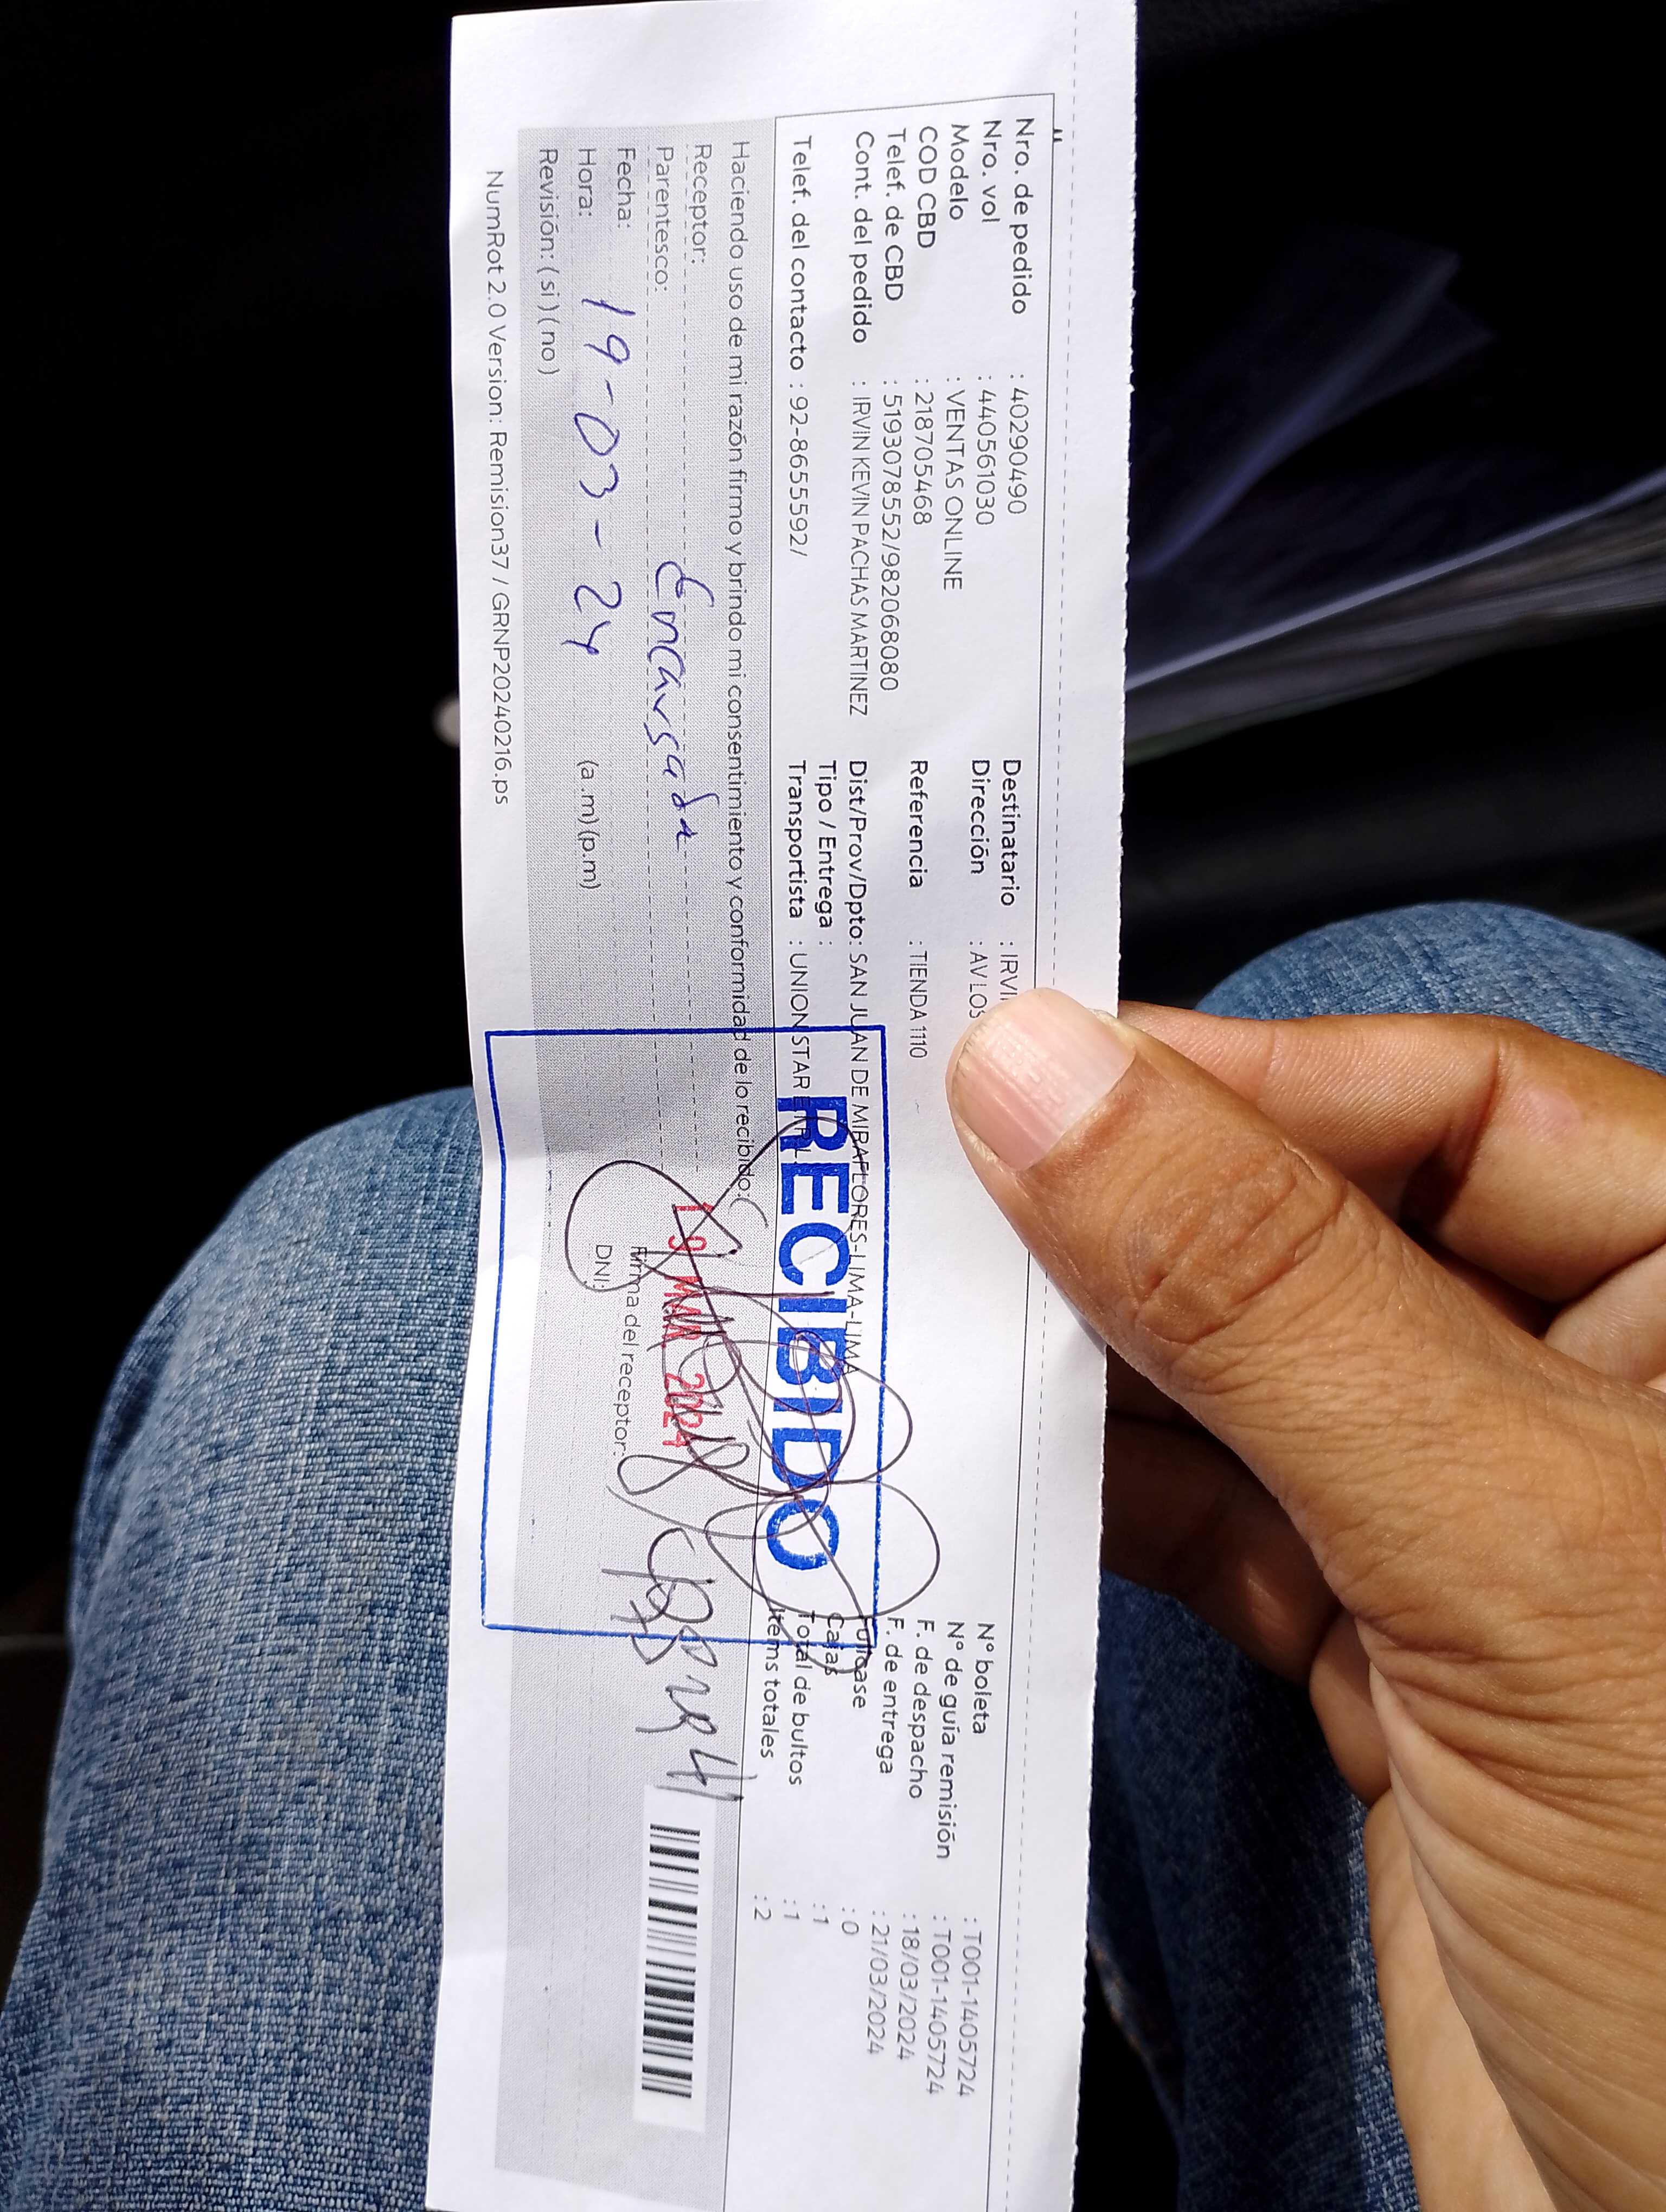 Nro. de pedido : 40290490
Nro. vol : 440561030
Modelo : VENTAS ONLINE
COD CBD : 218705468
Telef. de CBD : 51930785552/982068080
Cont. del pedido : IRVIN KEVIN PACHAS MARTINEZ
Telef. del contacto : 92-8655592/
Destinatario : IRVI
Dirección : AV LOS
Referencia : TIENDA 1110
Dist/Prov/Dpto: SAN JUAN DE MIRAFLORES-LIMA-LIMA
Tipo / Entrega :
Transportista : UNION STAR
N° boleta : T001-1405724
N° de guía remisión : T001-1405724
F. de despacho : 18/03/2024
F. de entrega : 21/03/2024
Fullcase : 0
Cajas : 1
Total de bultos : 1
Items totales : 2
Haciendo uso de mi razón firmo y brindo mi consentimiento y conformidad de lo recibido:(
RECIBIDO
Receptor:
Parentesco: Encargada
Fecha:
Hora: 19-03-24 (a.m)(p.m)
Revisión: (si) (no)
19 MAR. 2024
Firma del receptor:
DNI:
NumRot 2.0 Version: Remision37 / GRNP20240216.ps